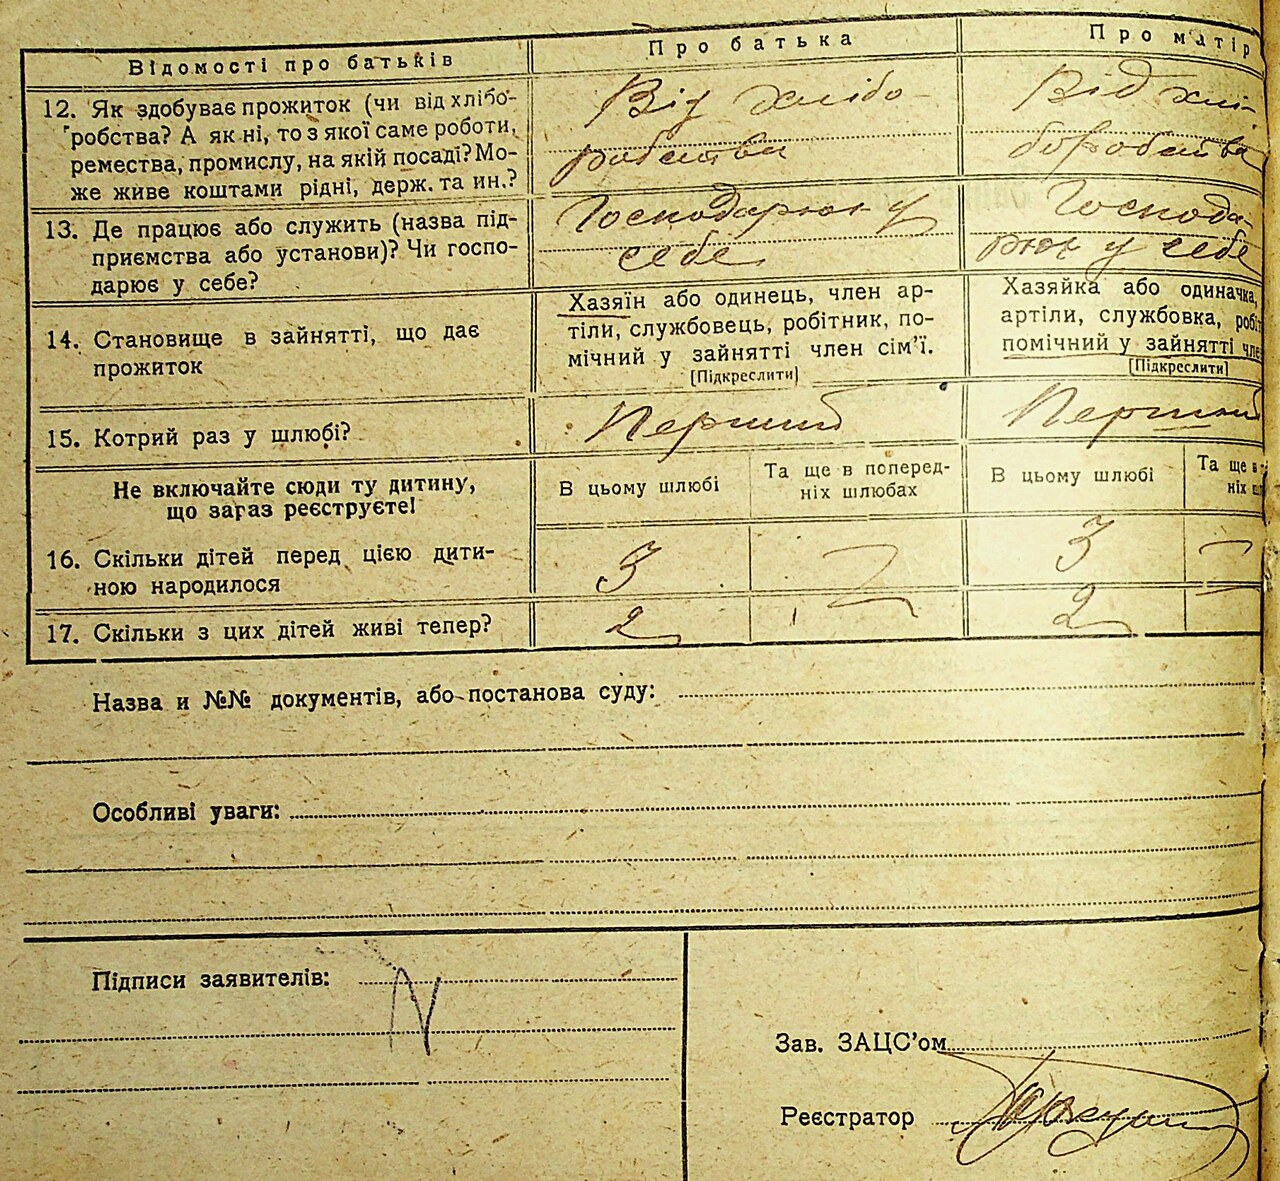 Відомості про батьків
Про батька
Про матір
12. Як здобуває прожиток (чи від хлібо-
робства? А як ні, то з якої саме роботи,
ремества, промислу, на якій посаді? Мо-
же живе коштами рідні, держ. та ин.?
Від хлібо-
робства
Від хлі-
боробства
13. Де працює або служить (назва під-
приємства або установи)? Чи госпо-
дарює у себе?
Господарюю у
себе
Господа-
рюю у себе
14. Становище в зайнятті, що дає
прожиток
Хазяїн або одинець, член ар-
тіли, службовець, робітник, по-
мічний у зайнятті член сім’ї.
[Підкреслити]
Хазяйка або одиначка,
артіли, службовка, робіт
помічний у зайнятті чле
[Підкреслити]
15. Котрий раз у шлюбі?
Перший
Перший
Не включайте сюди ту дитину,
що зараз реєструєте!
В цьому шлюбі
Та ще в поперед-
ніх шлюбах
В цьому шлюбі
Та ще в
ніх шл
16. Скільки дітей перед цією дити-
ною народилося
3
3
17. Скільки з цих дітей живі тепер?
2
2
Назва и №№ документів, або постанова суду:
Особливі уваги:
Підписи заявителів:
Зав. ЗАЦС’ом
Реєстратор